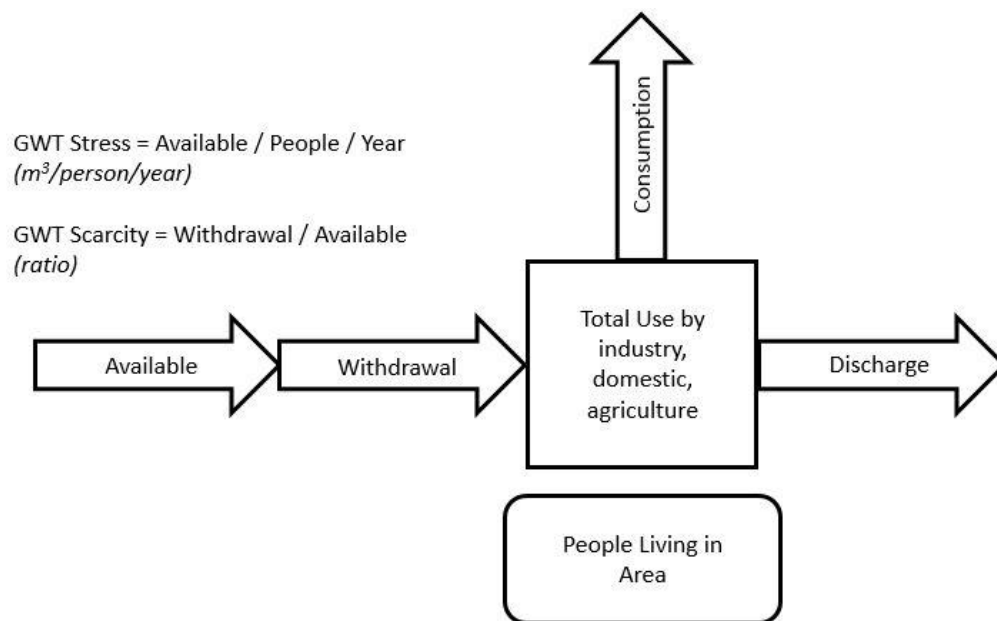 Consumption
GWT Stress = Available / People / Year
(m³/person/year)
GWT Scarcity = Withdrawal / Available
(ratio)
Available
Withdrawal
Total Use by
industry,
domestic,
agriculture
Discharge
People Living in
Area